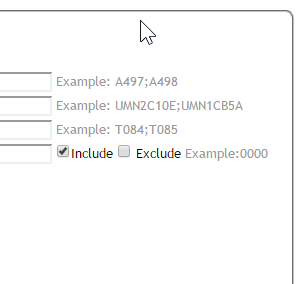 Example: A497;A498
Example: UMN2C10E;UMN1CB5A
Example: T084;T085
Include Exclude Example:0000